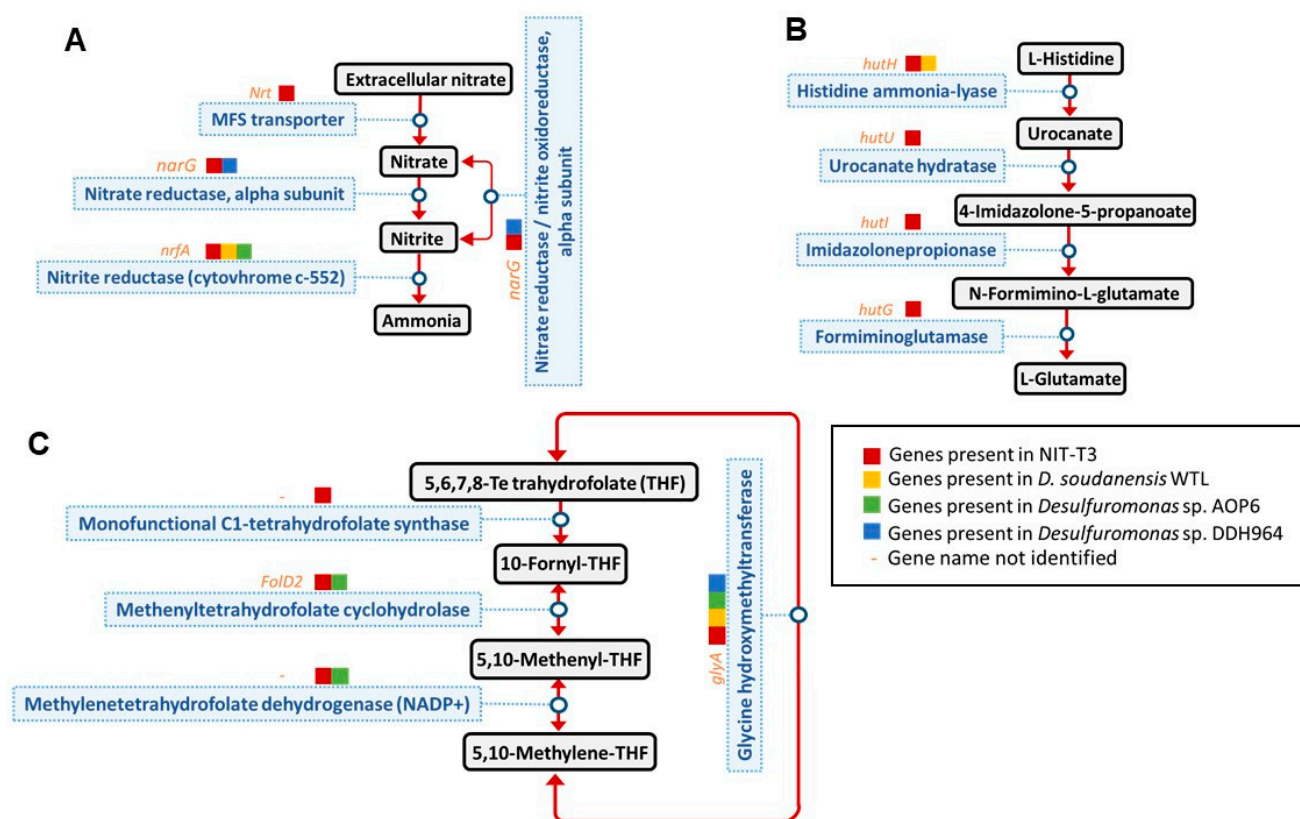 A
Extracellular nitrate
Nrt
MFS transporter
narG
Nitrate
Nitrate reductase, alpha subunit
nrfA
Nitrite
Nitrite reductase (cytovhrome c-552)
Ammonia
narG
Nitrate reductase / nitrite oxidoreductase,
alpha subunit
B
hutH
L-Histidine
Histidine ammonia-lyase
hutU
Urocanate
Urocanate hydratase
hutI
4-Imidazolone-5-propanoate
Imidazolonepropionase
hutG
N-Formimino-L-glutamate
Formiminoglutamase
L-Glutamate
C
5,6,7,8-Te trahydrofolate (THF)
-
Monofunctional C1-tetrahydrofolate synthase
10-Fornyl-THF
FolD2
Methenyltetrahydrofolate cyclohydrolase
5,10-Methenyl-THF
-
Methylenetetrahydrofolate dehydrogenase (NADP+)
5,10-Methylene-THF
glyA
Glycine hydroxymethyltransferase
Genes present in NIT-T3
Genes present in D. soudanensis WTL
Genes present in Desulfuromonas sp. AOP6
Genes present in Desulfuromonas sp. DDH964
- Gene name not identified